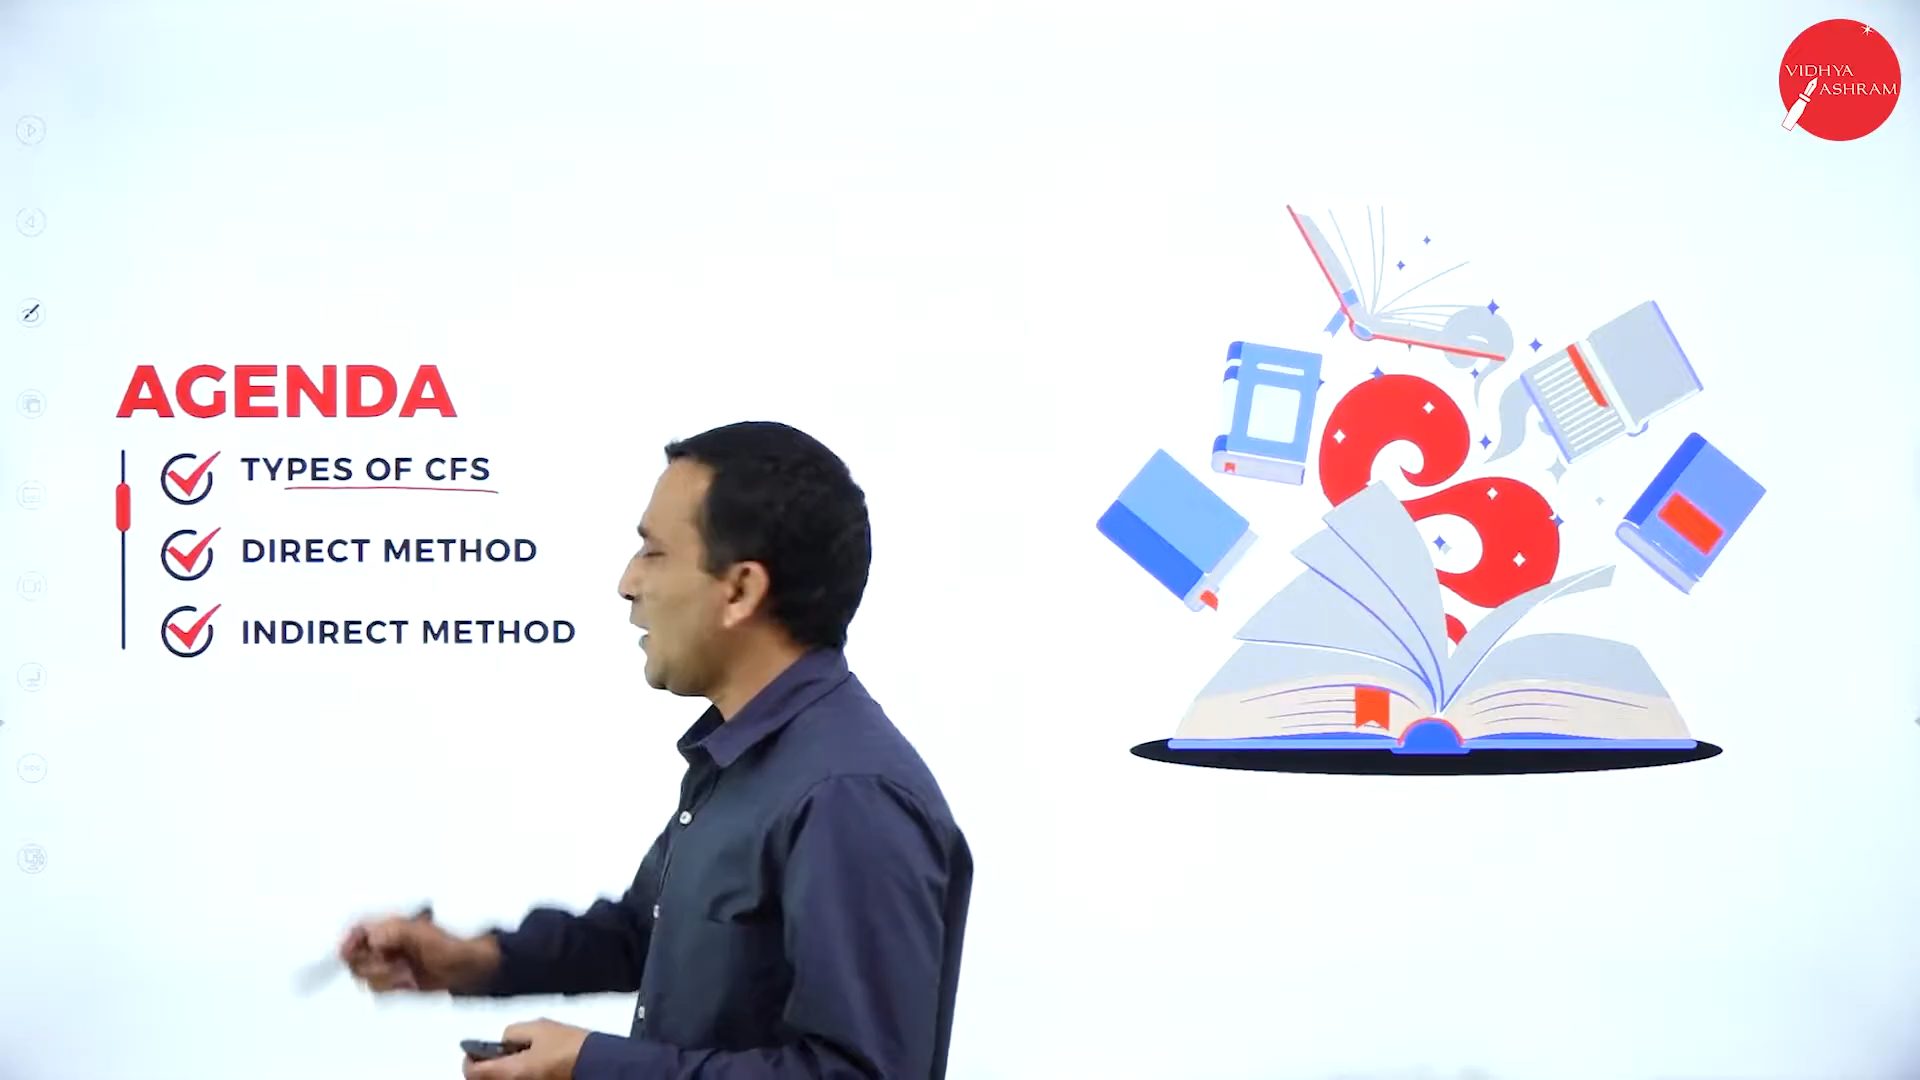 VIDHYA
ASHRAM
AGENDA
TYPES OF CFS
DIRECT METHOD
INDIRECT METHOD